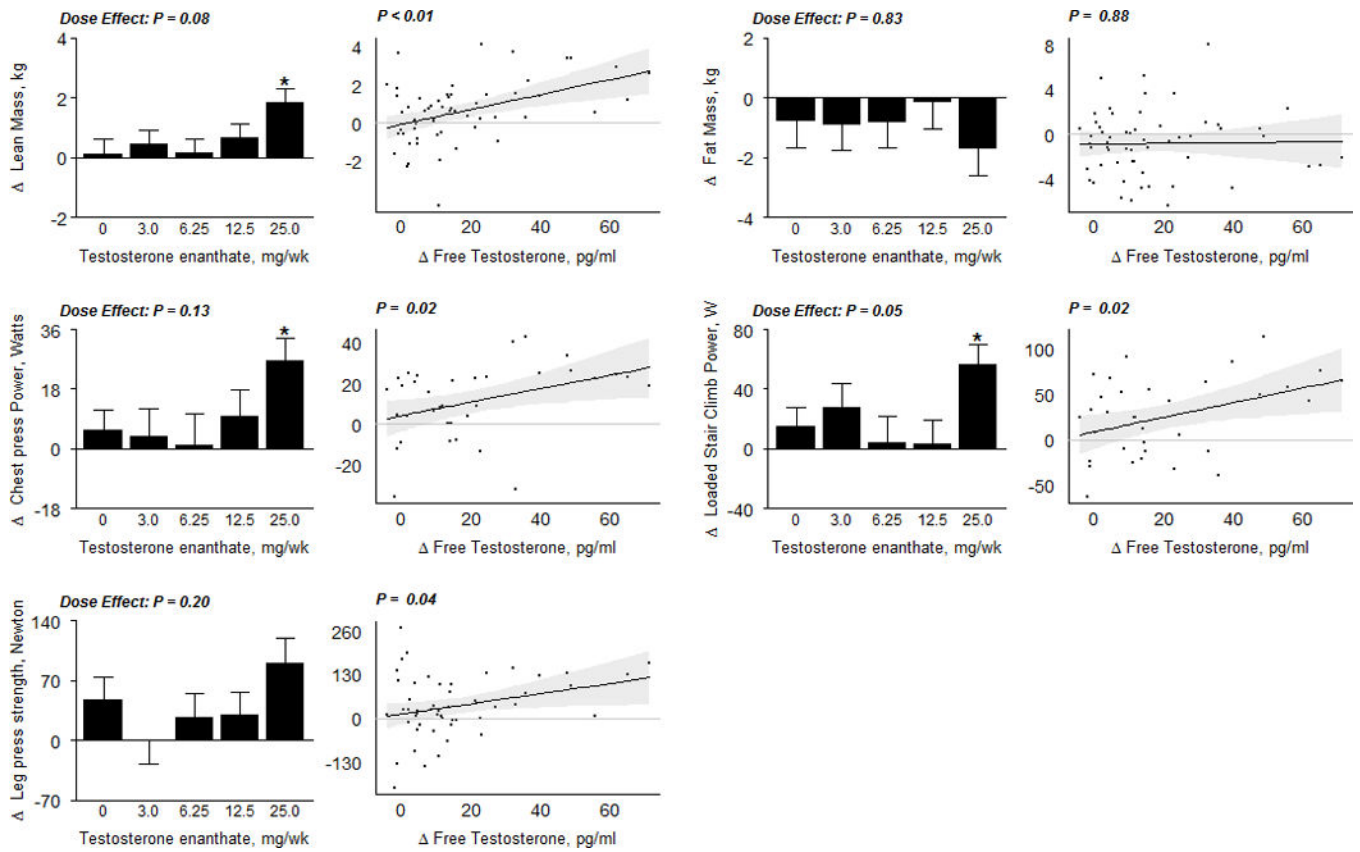 Dose Effect: P = 0.08
Δ Lean Mass, kg
4
2
0
-2
*
0 3.0 6.25 12.5 25.0
Testosterone enanthate, mg/wk
P < 0.01
4
2
0
-2
0 20 40 60
Δ Free Testosterone, pg/ml
Dose Effect: P = 0.83
Δ Fat Mass, kg
2
0
-2
-4
0 3.0 6.25 12.5 25.0
Testosterone enanthate, mg/wk
P = 0.88
8
4
0
-4
0 20 40 60
Δ Free Testosterone, pg/ml
Dose Effect: P = 0.13
Δ Chest press Power, Watts
36
18
0
-18
*
0 3.0 6.25 12.5 25.0
Testosterone enanthate, mg/wk
P = 0.02
40
20
0
-20
0 20 40 60
Δ Free Testosterone, pg/ml
Dose Effect: P = 0.05
Δ Loaded Stair Climb Power, W
80
40
0
-40
*
0 3.0 6.25 12.5 25.0
Testosterone enanthate, mg/wk
P = 0.02
100
50
0
-50
0 20 40 60
Δ Free Testosterone, pg/ml
Dose Effect: P = 0.20
Δ Leg press strength, Newton
140
70
0
-70
0 3.0 6.25 12.5 25.0
Testosterone enanthate, mg/wk
P = 0.04
260
130
0
-130
0 20 40 60
Δ Free Testosterone, pg/ml